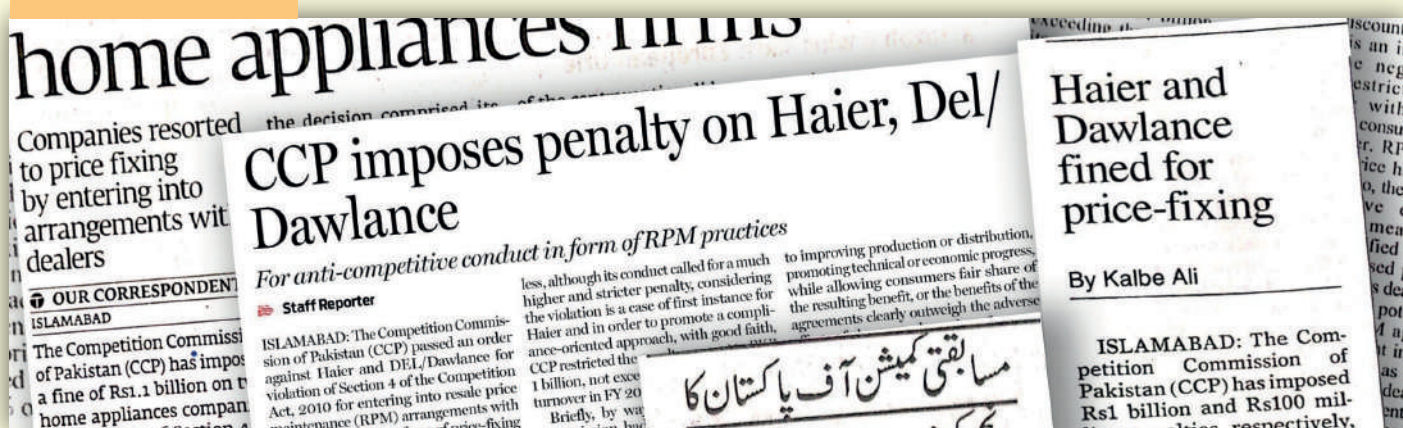 home appliances firms
Companies resorted
to price fixing
by entering into
arrangements wit
dealers
OUR CORRESPONDENT
ISLAMABAD
The Competition Commissi
of Pakistan (CCP) has impos
a fine of Rs1.1 billion on t
home appliances compan
the decision comprised its
CCP imposes penalty on Haier, Del/
Dawlance
For anti-competitive conduct in form of RPM practices
Staff Reporter
ISLAMABAD: The Competition Commis-
sion of Pakistan (CCP) passed an order
against Haier and DEL/Dawlance for
violation of Section 4 of the Competition
Act, 2010 for entering into resale price
maintenance (RPM) arrangements with
less, although its conduct called for a much
higher and stricter penalty, considering
the violation is a case of first instance for
Haier and in order to promote a compli-
ance-oriented approach, with good faith,
CCP restricted the
1 billion, not exce
turnover in FY 20
Briefly, by wa
to improving production or distribution,
promoting technical or economic progress,
while allowing consumers fair share of
the resulting benefit, or the benefits of the
agreements clearly outweigh the adverse
مسابقتی کمیشن آف پاکستان کا
Haier and
Dawlance
fined for
price-fixing
By Kalbe Ali
ISLAMABAD: The Com-
petition Commission of
Pakistan (CCP) has imposed
Rs1 billion and Rs100 mil-
respectively,